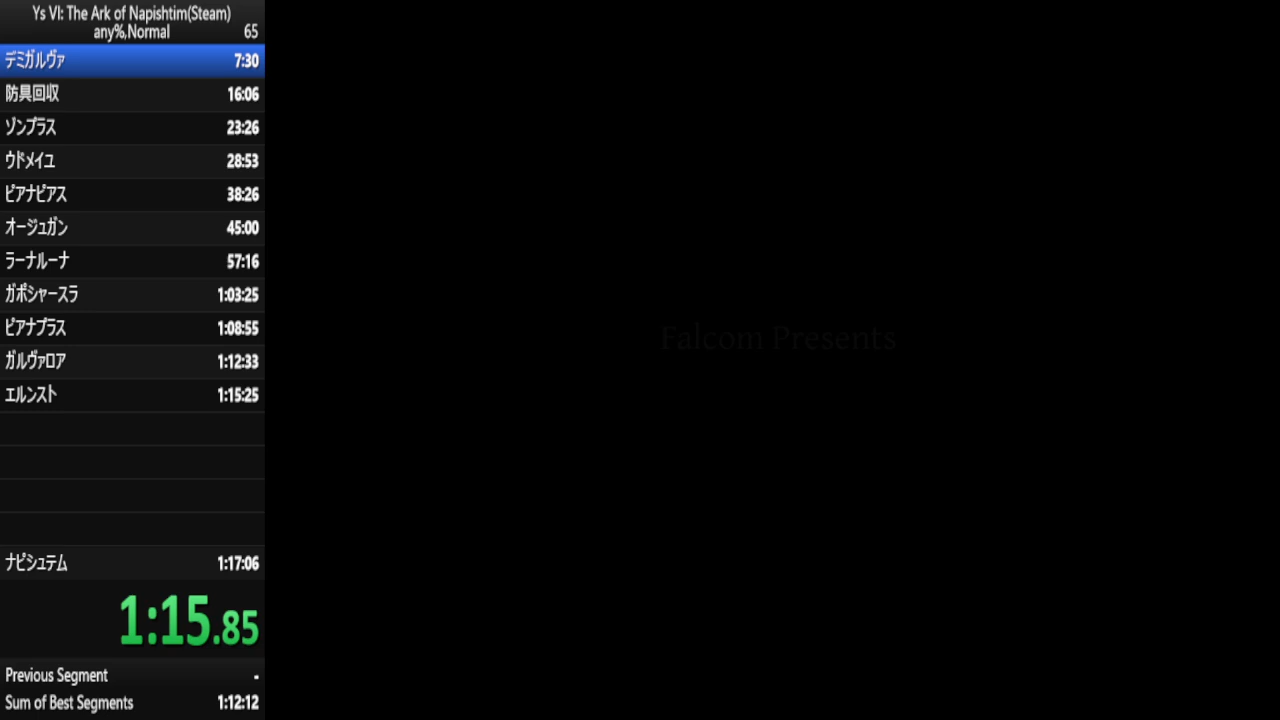 Ys VI: The Ark of Napishtim(Steam)
any%,Normal 65
デミガルヴァ 7:30
防具回収 16:06
ゾンプラス 23:26
ウドメイユ 28:53
ピアナピアス 38:26
オージュガン 45:00
ラーナルーナ 57:16
ガポシャースラ 1:03:25
ピアナプラス 1:08:55
ガルヴァロア 1:12:33
エルンスト 1:15:25
ナピシュテム 1:17:06
1:15.85
Previous Segment -
Sum of Best Segments 1:12:12
Falcom Presents